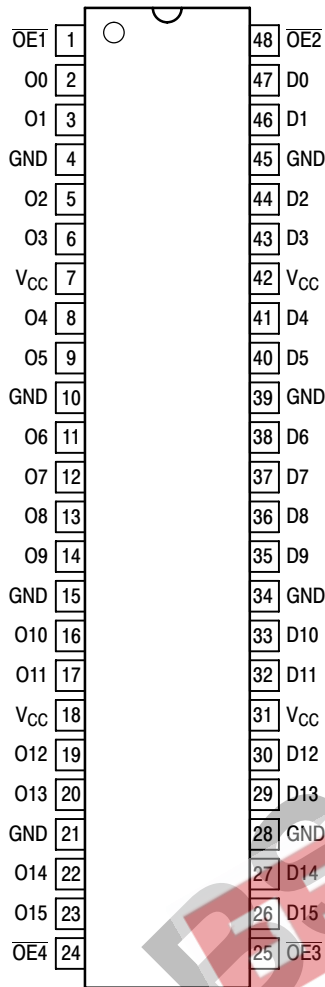 OE1 1 48 OE2
O0 2 47 D0
O1 3 46 D1
GND 4 45 GND
O2 5 44 D2
O3 6 43 D3
VCC 7 42 VCC
O4 8 41 D4
O5 9 40 D5
GND 10 39 GND
O6 11 38 D6
O7 12 37 D7
O8 13 36 D8
O9 14 35 D9
GND 15 34 GND
O10 16 33 D10
O11 17 32 D11
VCC 18 31 VCC
O12 19 30 D12
O13 20 29 D13
GND 21 28 GND
O14 22 27 D14
O15 23 26 D15
OE4 24 25 OE3